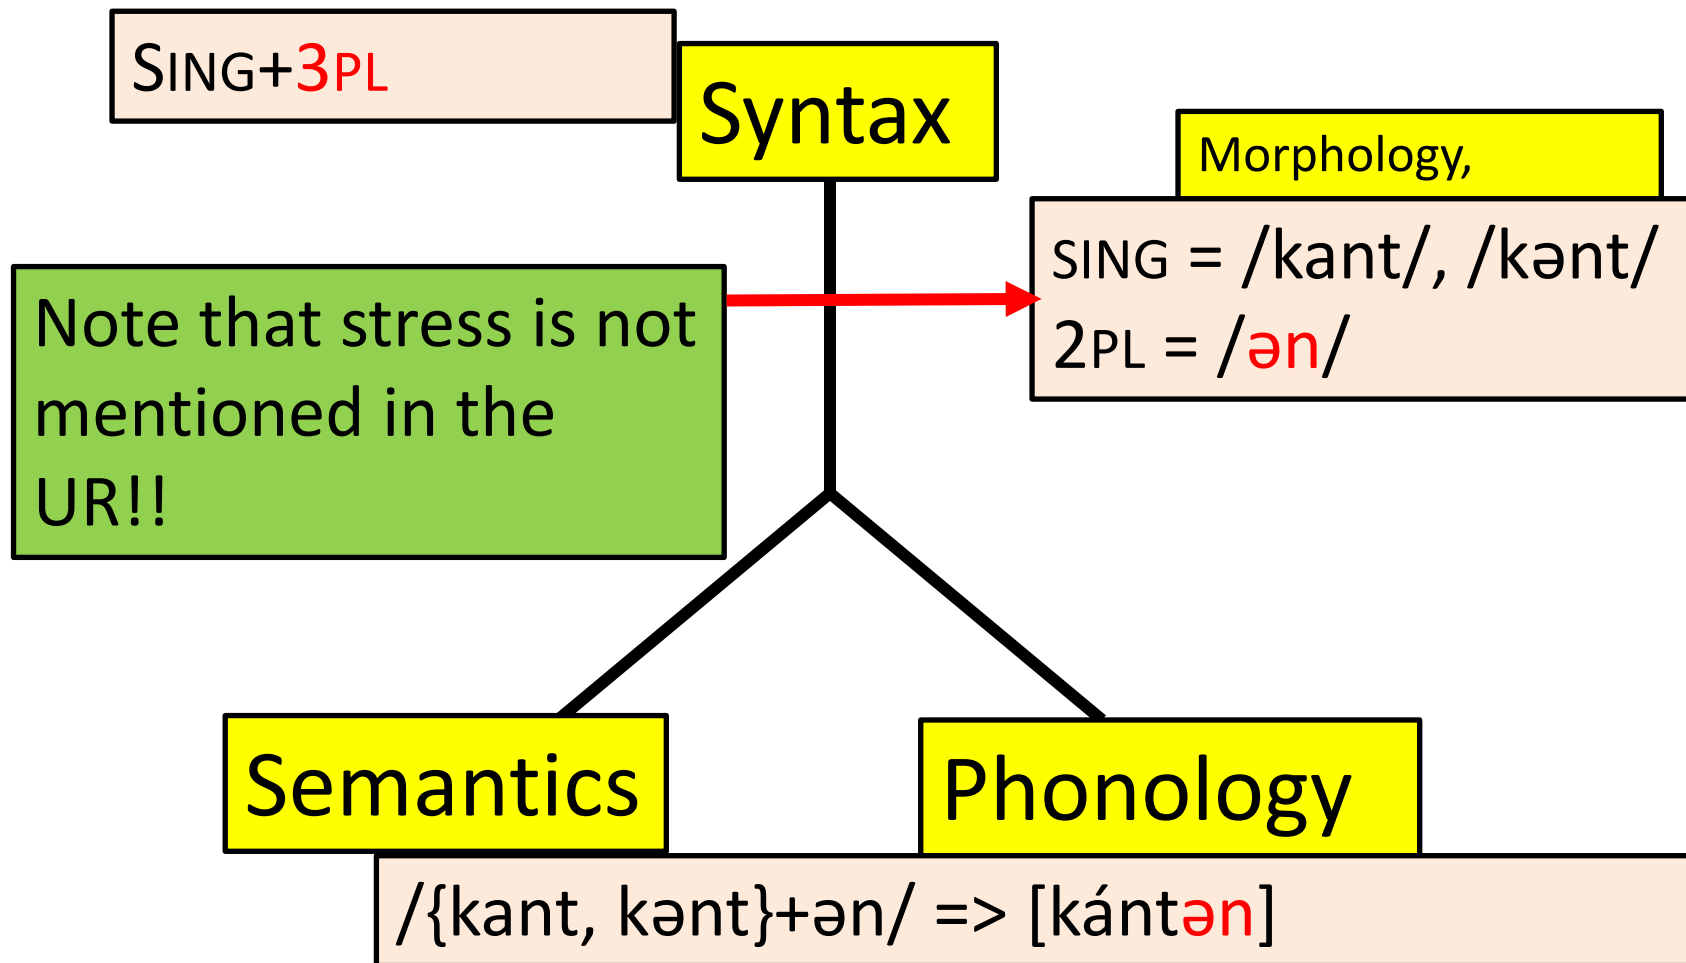 SING+3PL
Syntax
Morphology,
SING = /kant/, /kənt/
2PL = /ən/
Note that stress is not
mentioned in the
UR!!
Semantics
Phonology
/{kant, kənt}+ən/ => [kántən]